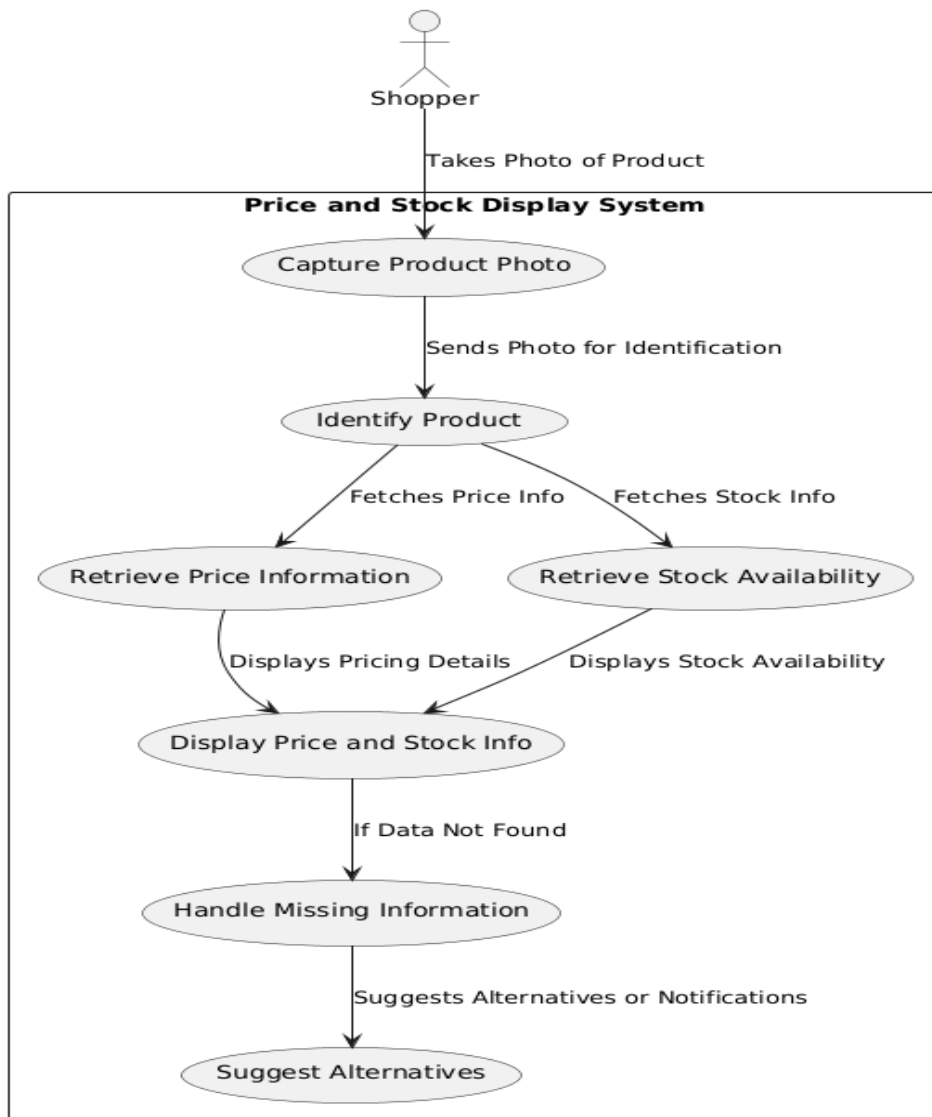 Shopper
Takes Photo of Product
Price and Stock Display System
Capture Product Photo
Sends Photo for Identification
Identify Product
Fetches Price Info
Fetches Stock Info
Retrieve Price Information
Retrieve Stock Availability
Displays Pricing Details
Displays Stock Availability
Display Price and Stock Info
If Data Not Found
Handle Missing Information
Suggests Alternatives or Notifications
Suggest Alternatives